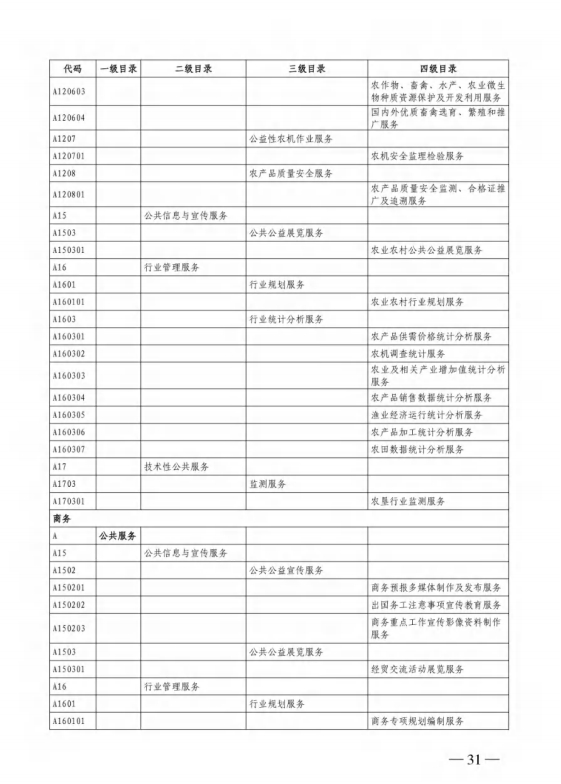 代码 一级目录 二级目录 三级目录 四级目录
A120603 农作物、畜禽、水产、农业微生
物种质资源保护及开发利用服务
A120604 国内外优质畜禽选育、繁殖和推
广服务
A1207 公益性农机作业服务
A120701 农机安全监理检验服务
A1208 农产品质量安全服务
A120801 农产品质量安全监测、合格证推
广及追溯服务
A15 公共信息与宣传服务
A1503 公共公益展览服务
A150301 农业农村公共公益展览服务
A16 行业管理服务
A1601 行业规划服务
A160101 农业农村行业规划服务
A1603 行业统计分析服务
A160301 农产品供需价格统计分析服务
A160302 农机调查统计服务
A160303 农业及相关产业增加值统计分析
服务
A160304 农产品销售数据统计分析服务
A160305 渔业经济运行统计分析服务
A160306 农产品加工统计分析服务
A160307 农田数据统计分析服务
A17 技术性公共服务
A1703 监测服务
A170301 农垦行业监测服务
商务
A 公共服务
A15 公共信息与宣传服务
A1502 公共公益宣传服务
A150201 商务预报多媒体制作及发布服务
A150202 出国务工注意事项宣传教育服务
A150203 商务重点工作宣传影像资料制作
服务
A1503 公共公益展览服务
A150301 经贸交流活动展览服务
A16 行业管理服务
A1601 行业规划服务
A160101 商务专项规划编制服务
— 31 —